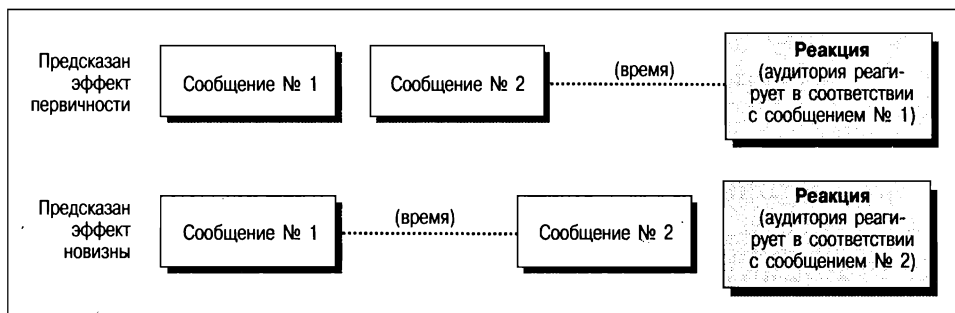 Предсказан
эффект
первичности
Сообщение № 1
Сообщение № 2
(время)
Реакция
(аудитория реаги-
рует в соответствии
с сообщением № 1)
Предсказан
эффект
новизны
Сообщение № 1
(время)
Сообщение № 2
Реакция
(аудитория реаги-
рует в соответствии
с сообщением № 2)